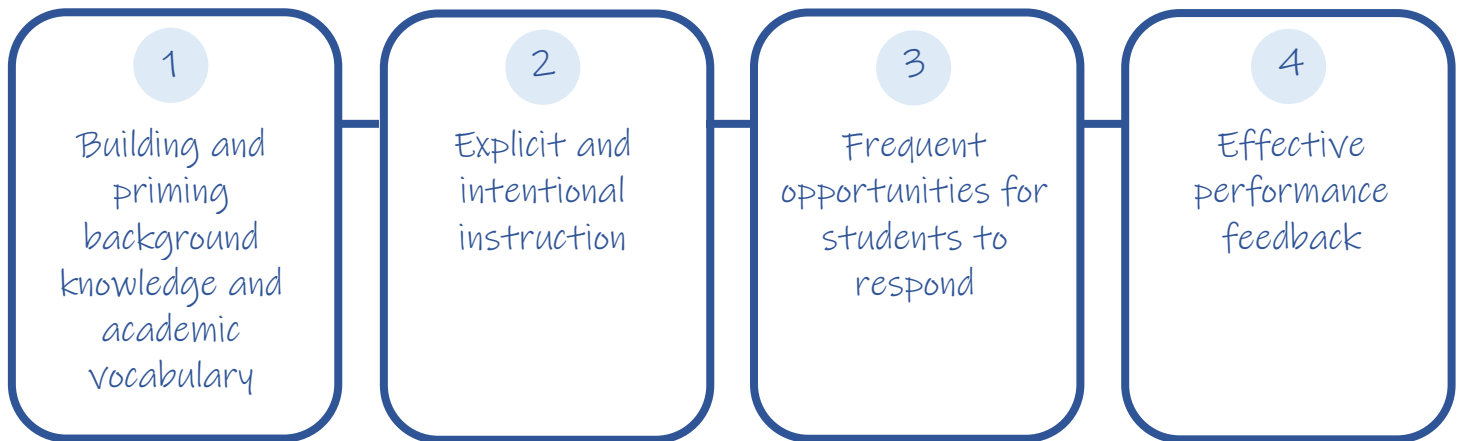 1
Building and
priming
background
knowledge and
academic
vocabulary
2
Explicit and
intentional
instruction
3
Frequent
opportunities for
students to
respond
4
Effective
performance
feedback